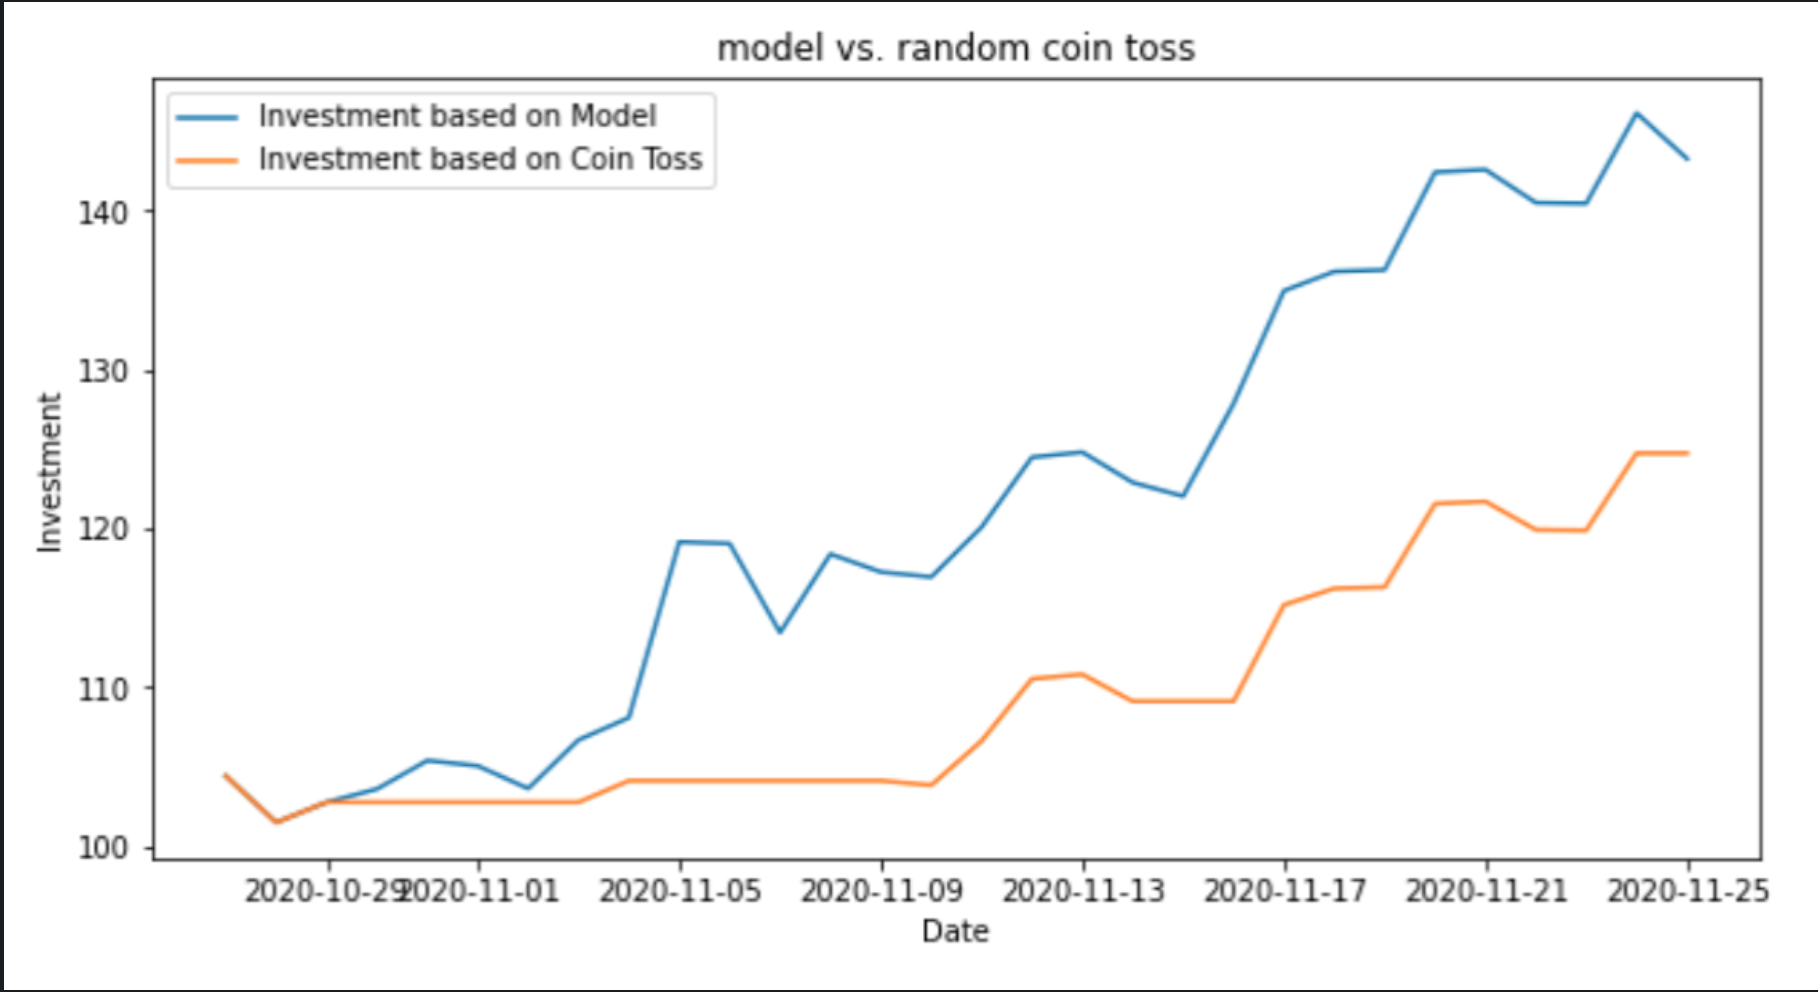 model vs. random coin toss
Investment based on Model
Investment based on Coin Toss
140
130
120
110
100
Investment
2020-10-29 2020-11-01 2020-11-05 2020-11-09 2020-11-13 2020-11-17 2020-11-21 2020-11-25
Date